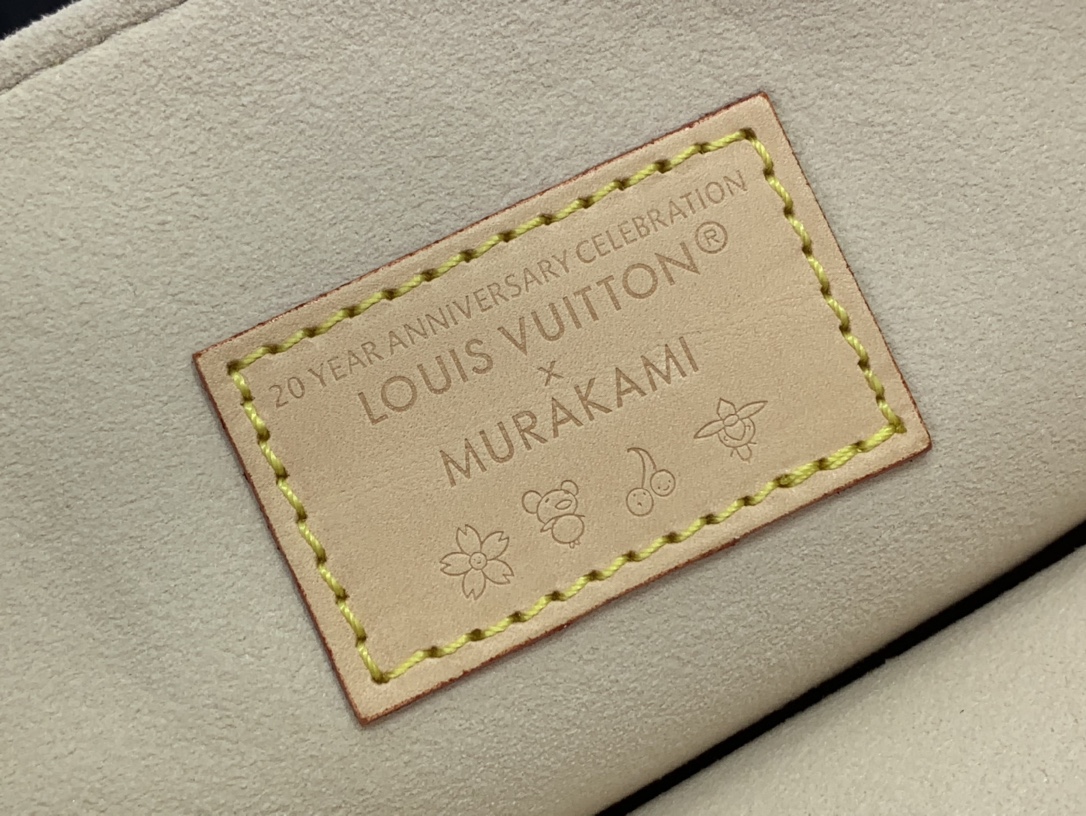 20 YEAR ANNIVERSARY CELEBRATION
LOUIS VUITTON®
x
MURAKAMI